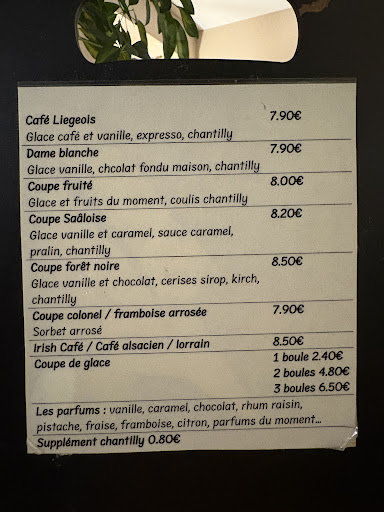 Café Liegeois 7.90€
Glace café et vanille, expresso, chantilly
Dame blanche 7.90€
Glace vanille, chcolat fondu maison, chantilly
Coupe fruité 8.00€
Glace et fruits du moment, coulis chantilly
Coupe Saâloise 8.20€
Glace vanille et caramel, sauce caramel,
pralin, chantilly
Coupe forêt noire 8.50€
Glace vanille et chocolat, cerises sirop, kirch,
chantilly
Coupe colonel / framboise arrosée 7.90€
Sorbet arrosé
Irish Café / Café alsacien / lorrain 8.50€
Coupe de glace 1 boule 2.40€
2 boules 4.80€
3 boules 6.50€
Les parfums : vanille, caramel, chocolat, rhum raisin,
pistache, fraise, framboise, citron, parfums du moment...
Supplément chantilly 0.80€